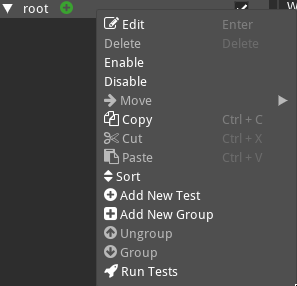 root
Edit Enter
Delete Delete
Enable
Disable
Move
Copy Ctrl + C
Cut Ctrl + X
Paste Ctrl + V
Sort
Add New Test
Add New Group
Ungroup
Group
Run Tests